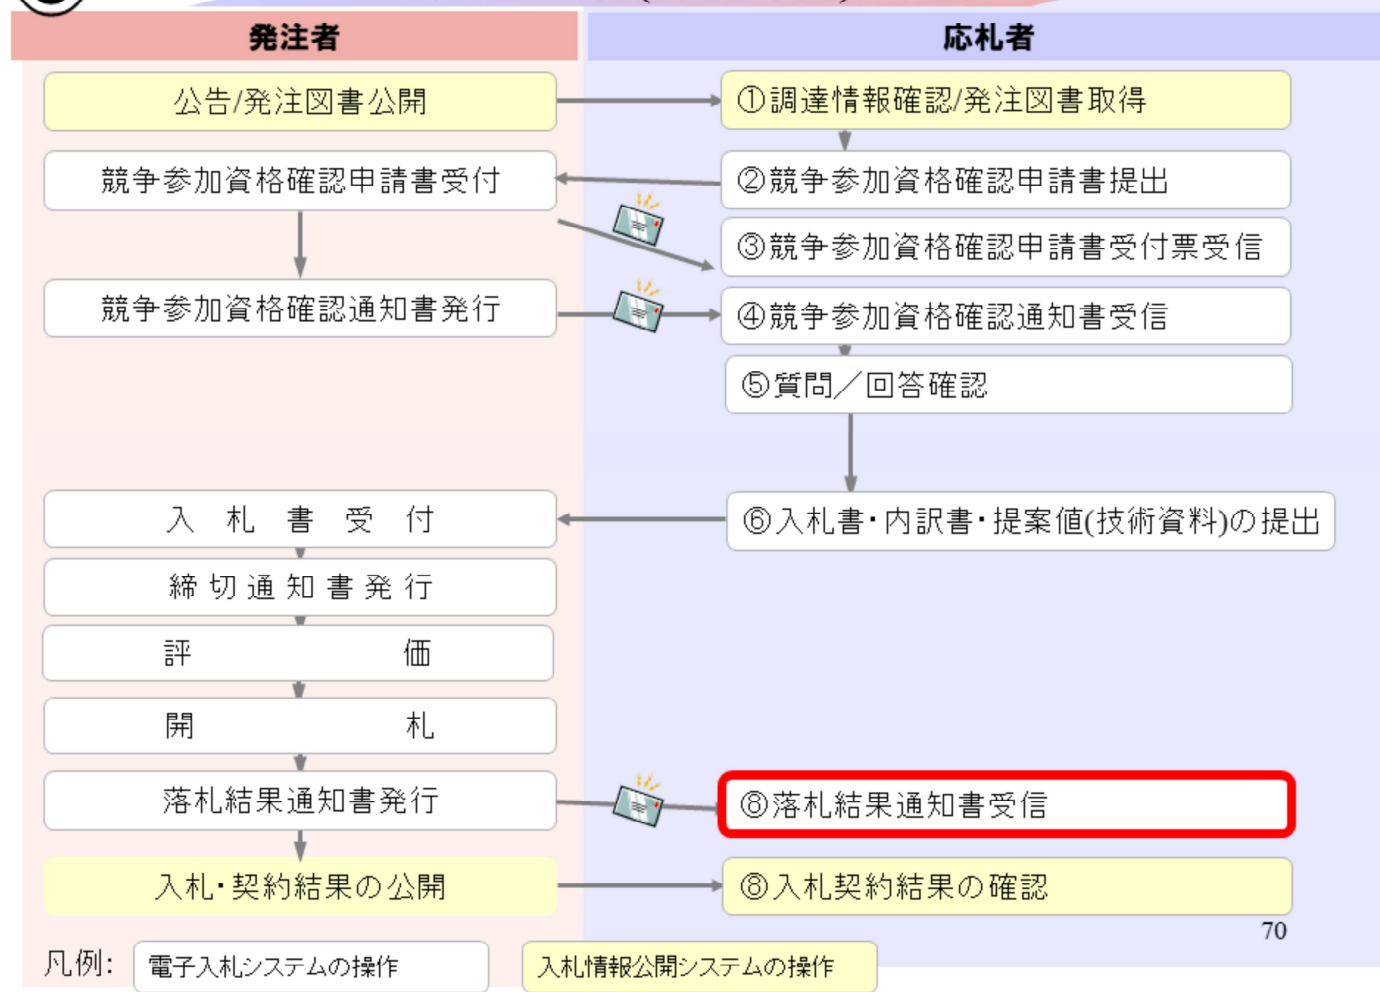 発注者
応札者
公告/発注図書公開
①調達情報確認/発注図書取得
競争参加資格確認申請書受付
②競争参加資格確認申請書提出
③競争参加資格確認申請書受付票受信
競争参加資格確認通知書発行
④競争参加資格確認通知書受信
⑤質問／回答確認
入札書受付
⑥入札書・内訳書・提案値(技術資料)の提出
締切通知書発行
評価
開札
落札結果通知書発行
⑧落札結果通知書受信
入札・契約結果の公開
⑧入札契約結果の確認
70
凡例:
電子入札システムの操作
入札情報公開システムの操作